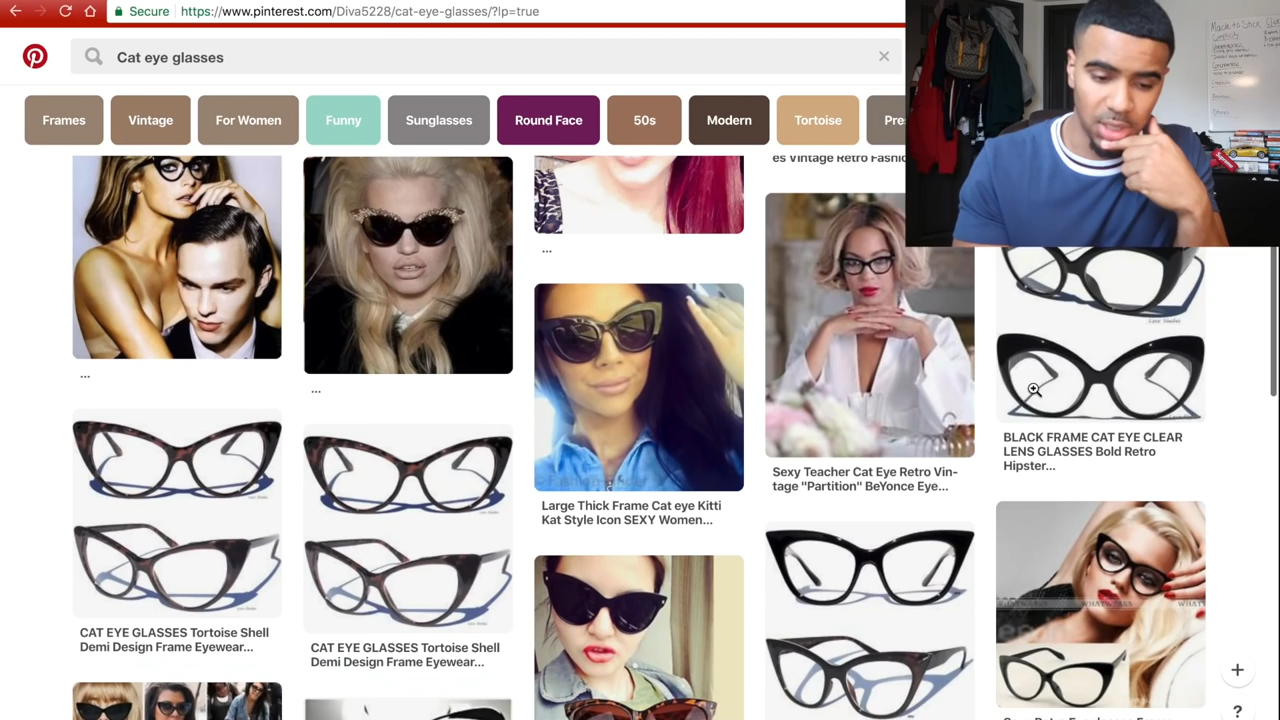 Secure https://www.pinterest.com/Diva5228/cat-eye-glasses/?lp=true
Cat eye glasses
Frames
Vintage
For Women
Funny
Sunglasses
Round Face
50s
Modern
Tortoise
Made to Stick
Supreme
es Vintage Retro
...
...
...
BLACK FRAME CAT EYE CLEAR
LENS GLASSES Bold Retro
Hipster...
Sexy Teacher Cat Eye Retro Vin-
tage "Partition" BeYonce Eye...
Large Thick Frame Cat eye Kitti
Kat Style Icon SEXY Women...
CAT EYE GLASSES Tortoise Shell
Demi Design Frame Eyewear...
CAT EYE GLASSES Tortoise Shell
Demi Design Frame Eyewear...
?